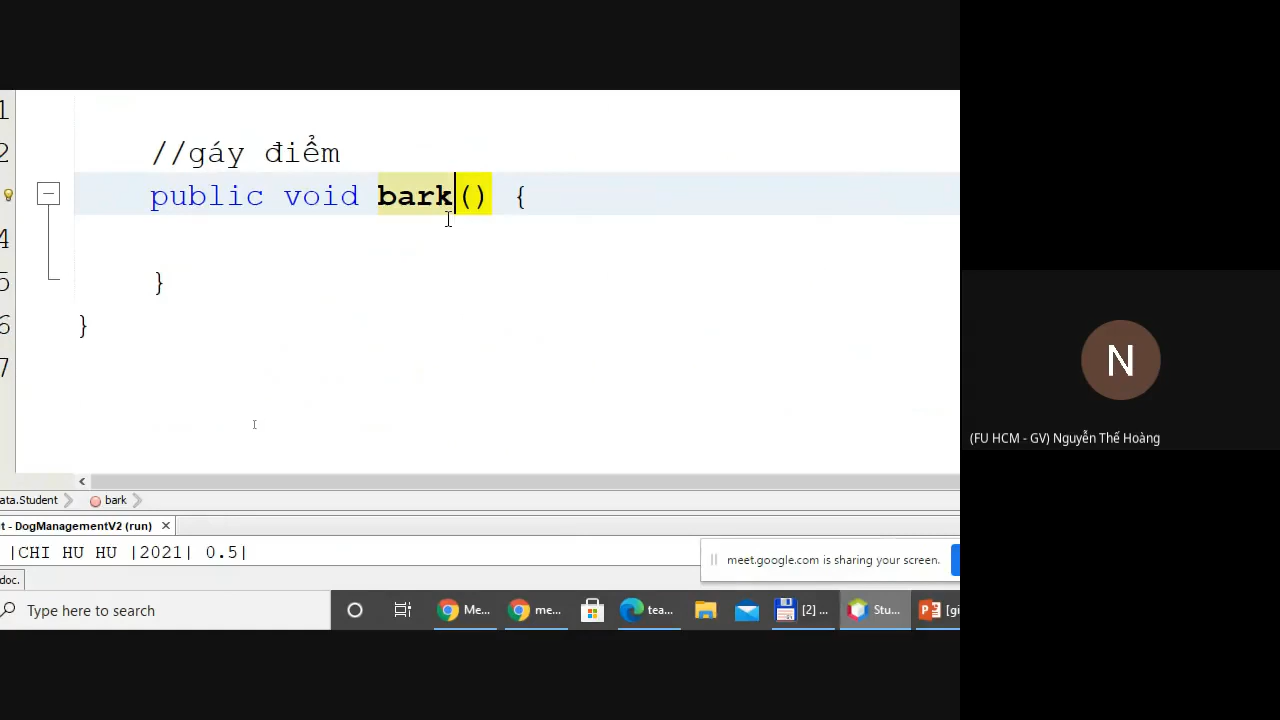 1
2
//gáy điểm
public void bark() {
4
5
}
6
}
7
N
(FU HCM - GV) Nguyễn Thế Hoàng
ata.Student
bark
t - DogManagementV2 (run)
|CHI HU HU |2021| 0.5|
meet.google.com is sharing your screen.
doc.
Type here to search
Me...
me...
tea...
[2] ...
Stu...
[gi